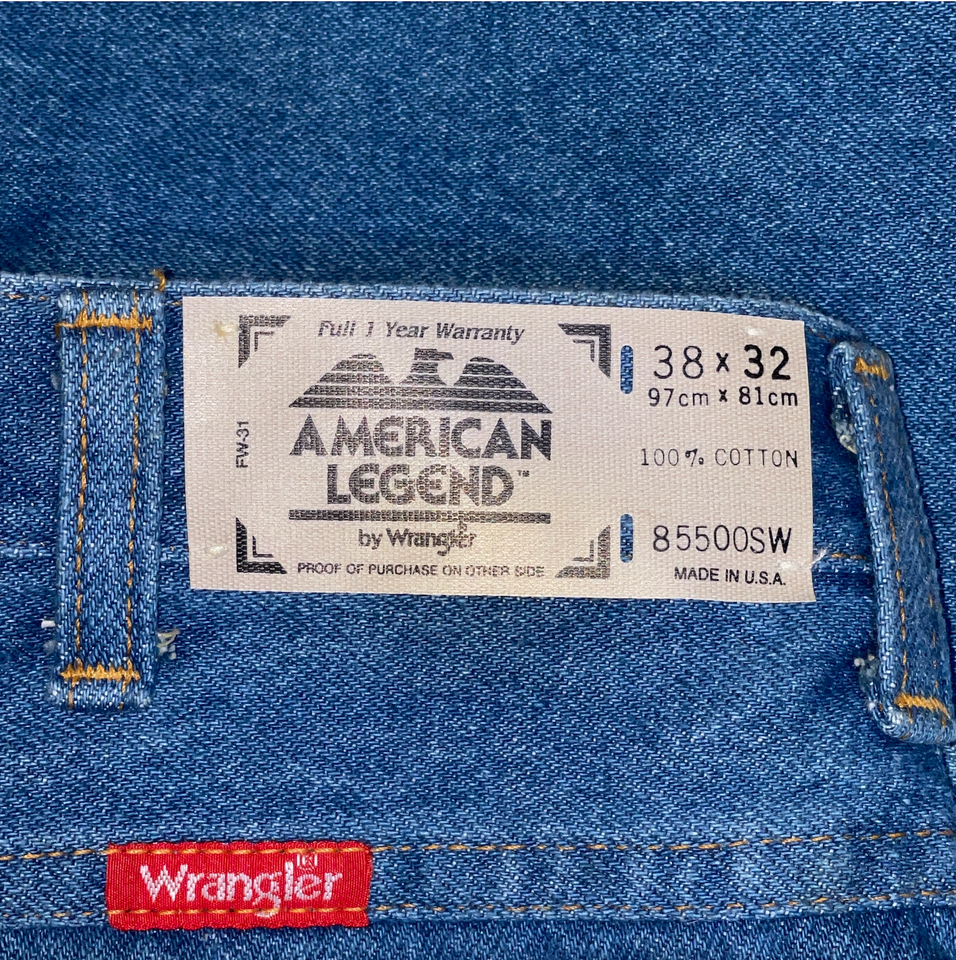 Full 1 Year Warranty
AMERICAN
LEGEND™
by Wrangler
PROOF OF PURCHASE ON OTHER SIDE
FW-31
38 x 32
97cm x 81cm
100% COTTON
85500SW
MADE IN U.S.A.
Wrangler®